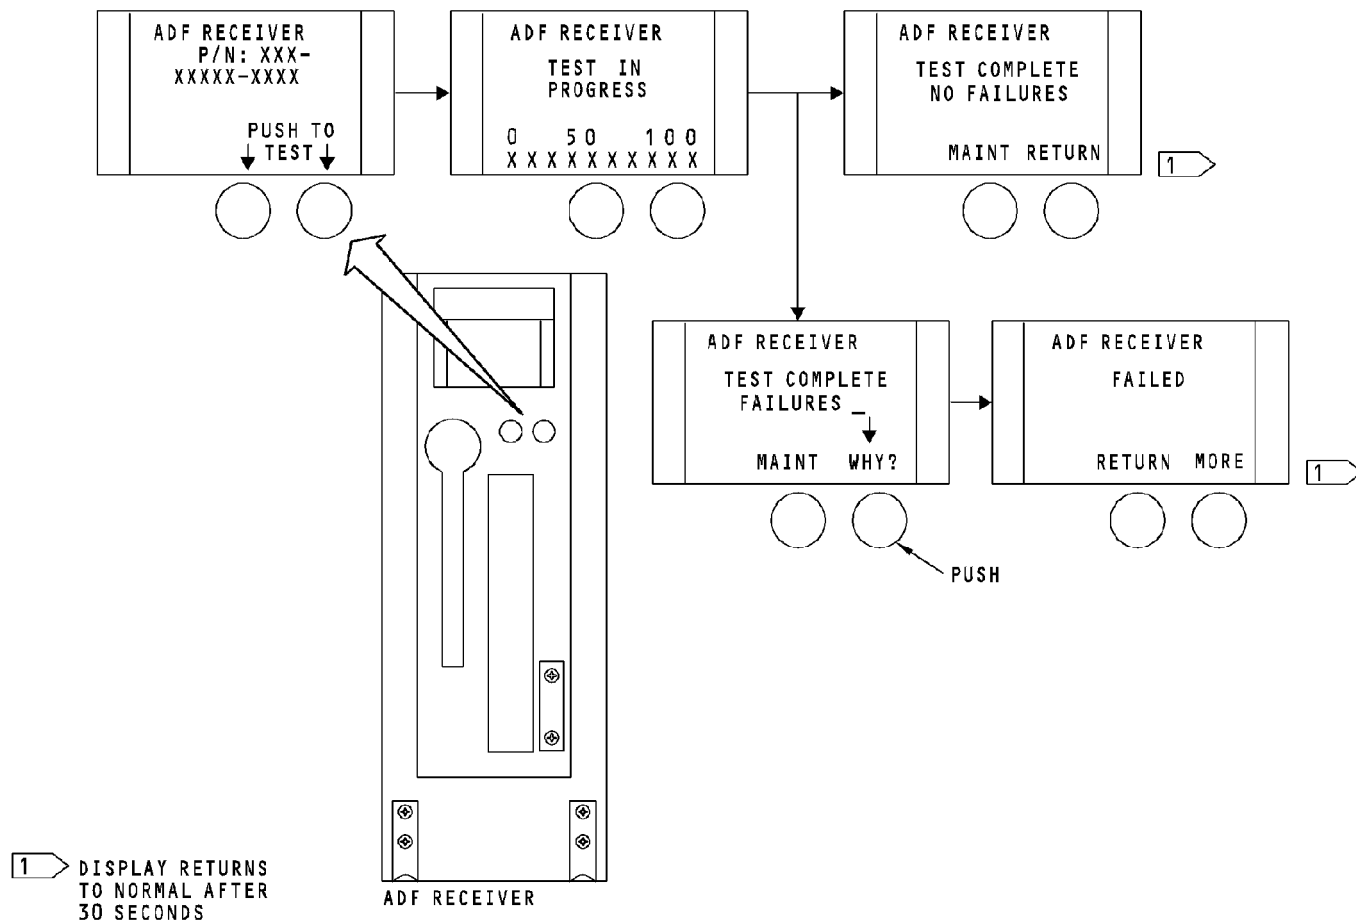 ADF RECEIVER
P/N: XXX-
XXXXX-XXXX
PUSH TO
TEST
ADF RECEIVER
TEST IN
PROGRESS
0 50 100
XXXXXXXXXX
ADF RECEIVER
TEST COMPLETE
NO FAILURES
MAINT RETURN
1
ADF RECEIVER
TEST COMPLETE
FAILURES _
MAINT WHY?
PUSH
ADF RECEIVER
FAILED
RETURN MORE
1
ADF RECEIVER
1 DISPLAY RETURNS
TO NORMAL AFTER
30 SECONDS